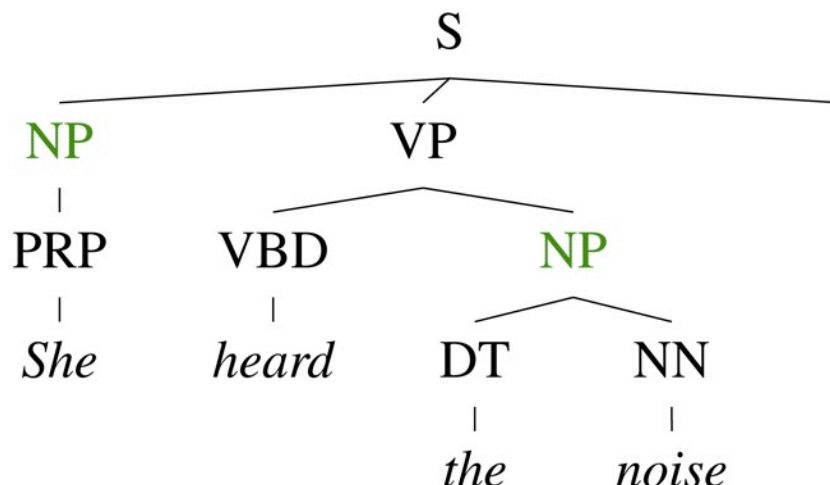 S
NP VP
PRP VBD NP
She heard DT NN
the noise